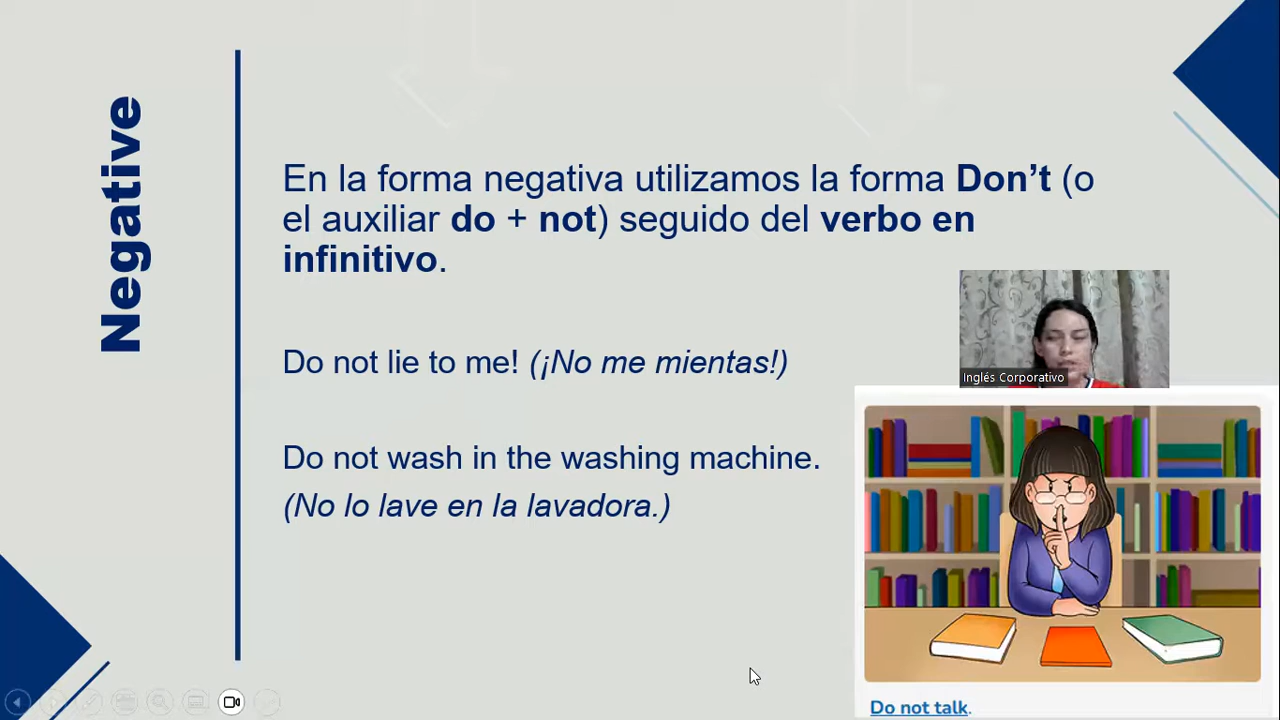 Negative
En la forma negativa utilizamos la forma Don’t (o
el auxiliar do + not) seguido del verbo en
infinitivo.
Do not lie to me! (¡No me mientas!)
Do not wash in the washing machine.
(No lo lave en la lavadora.)
Inglés Corporativo
Do not talk.